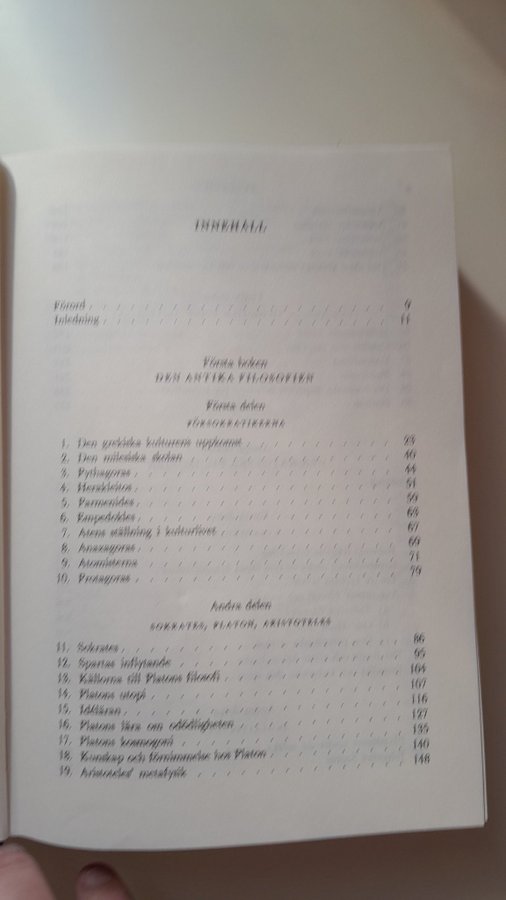 INNEHÅLL
Förord 9
Inledning 11
Första boken
DEN ANTIKA FILOSOFIEN
Första delen
FÖRSOKRATIKERNA
1. Den grekiska kulturens uppkomst 23
2. Den milesiska skolan 40
3. Pythagoras 44
4. Herakleitos 51
5. Parmenides 59
6. Empedokles 63
7. Atens ställning i kulturlivet 67
8. Anaxagoras 69
9. Atomisterna 71
10. Protagoras 79
Andra delen
SOKRATES, PLATON, ARISTOTELES
11. Sokrates 86
12. Spartas inflytande 95
13. Källorna till Platons filosofi 104
14. Platons utopi 107
15. Idéläran 116
16. Platons lära om odödligheten 127
17. Platons kosmogoni 135
18. Kunskap och förnimmelse hos Platon 140
19. Aristoteles' metafysik 148